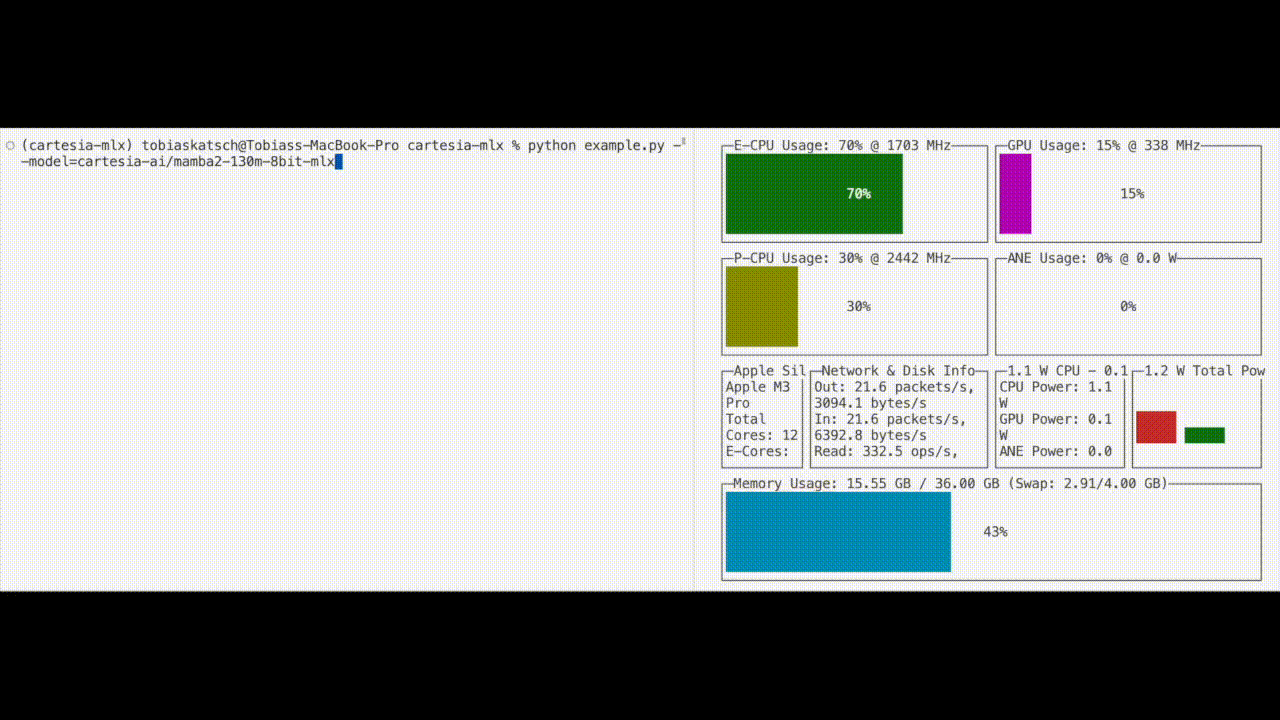 (cartesia-mlx) tobiaskatsch@Tobiass-MacBook-Pro cartesia-mlx % python example.py -
-model=cartesia-ai/mamba2-130m-8bit-mlx
E-CPU Usage: 70% @ 1703 MHz
70%
GPU Usage: 15% @ 338 MHz
15%
P-CPU Usage: 30% @ 2442 MHz
30%
ANE Usage: 0% @ 0.0 W
0%
Apple Sil
Apple M3
Pro
Total
Cores: 12
E-Cores:
Network & Disk Info
Out: 21.6 packets/s,
3094.1 bytes/s
In: 21.6 packets/s,
6392.8 bytes/s
Read: 332.5 ops/s,
1.1 W CPU - 0.1
CPU Power: 1.1
W
GPU Power: 0.1
W
ANE Power: 0.0
1.2 W Total Pow
Memory Usage: 15.55 GB / 36.00 GB (Swap: 2.91/4.00 GB)
43%